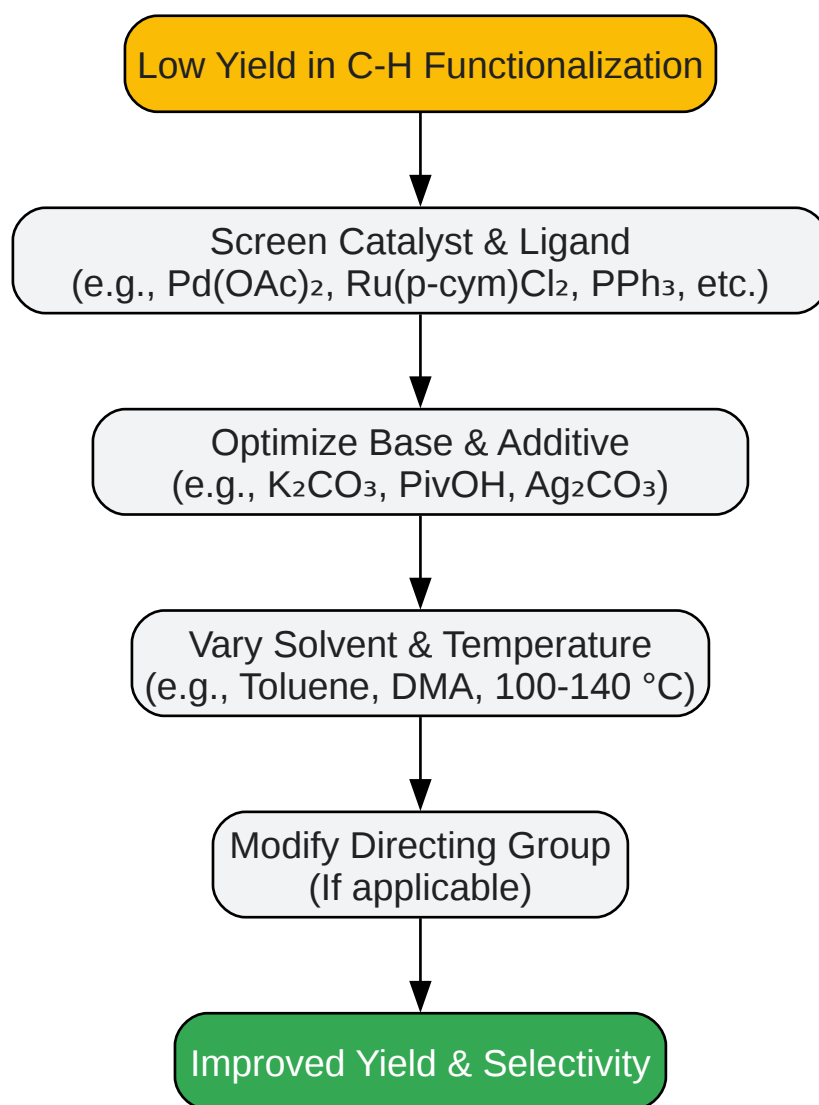 Low Yield in C-H Functionalization
Screen Catalyst & Ligand
(e.g., Pd(OAc)₂, Ru(p-cym)Cl₂, PPh₃, etc.)
Optimize Base & Additive
(e.g., K₂CO₃, PivOH, Ag₂CO₃)
Vary Solvent & Temperature
(e.g., Toluene, DMA, 100-140 °C)
Modify Directing Group
(If applicable)
Improved Yield & Selectivity